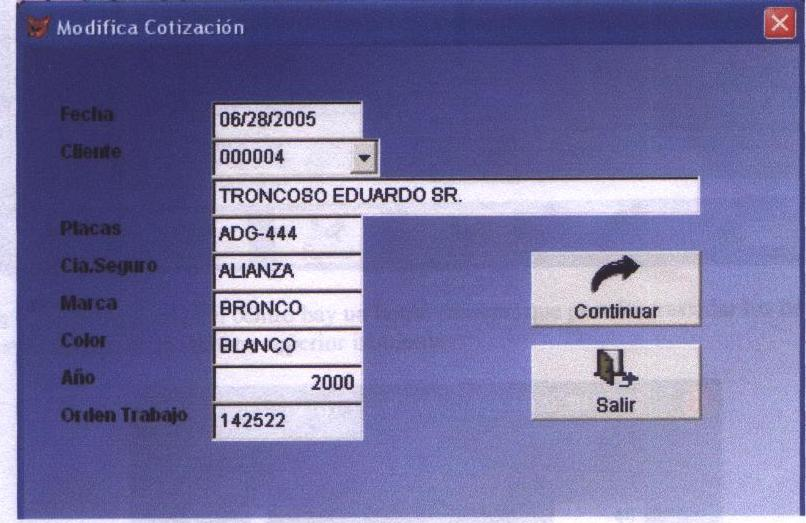 Modifica Cotización
Fecha 06/28/2005
Cliente 000004
TRONCOSO EDUARDO SR.
Placas ADG-444
Cia.Seguro ALIANZA
Marca BRONCO
Color BLANCO
Año 2000
Orden Trabajo 142522
Continuar
Salir